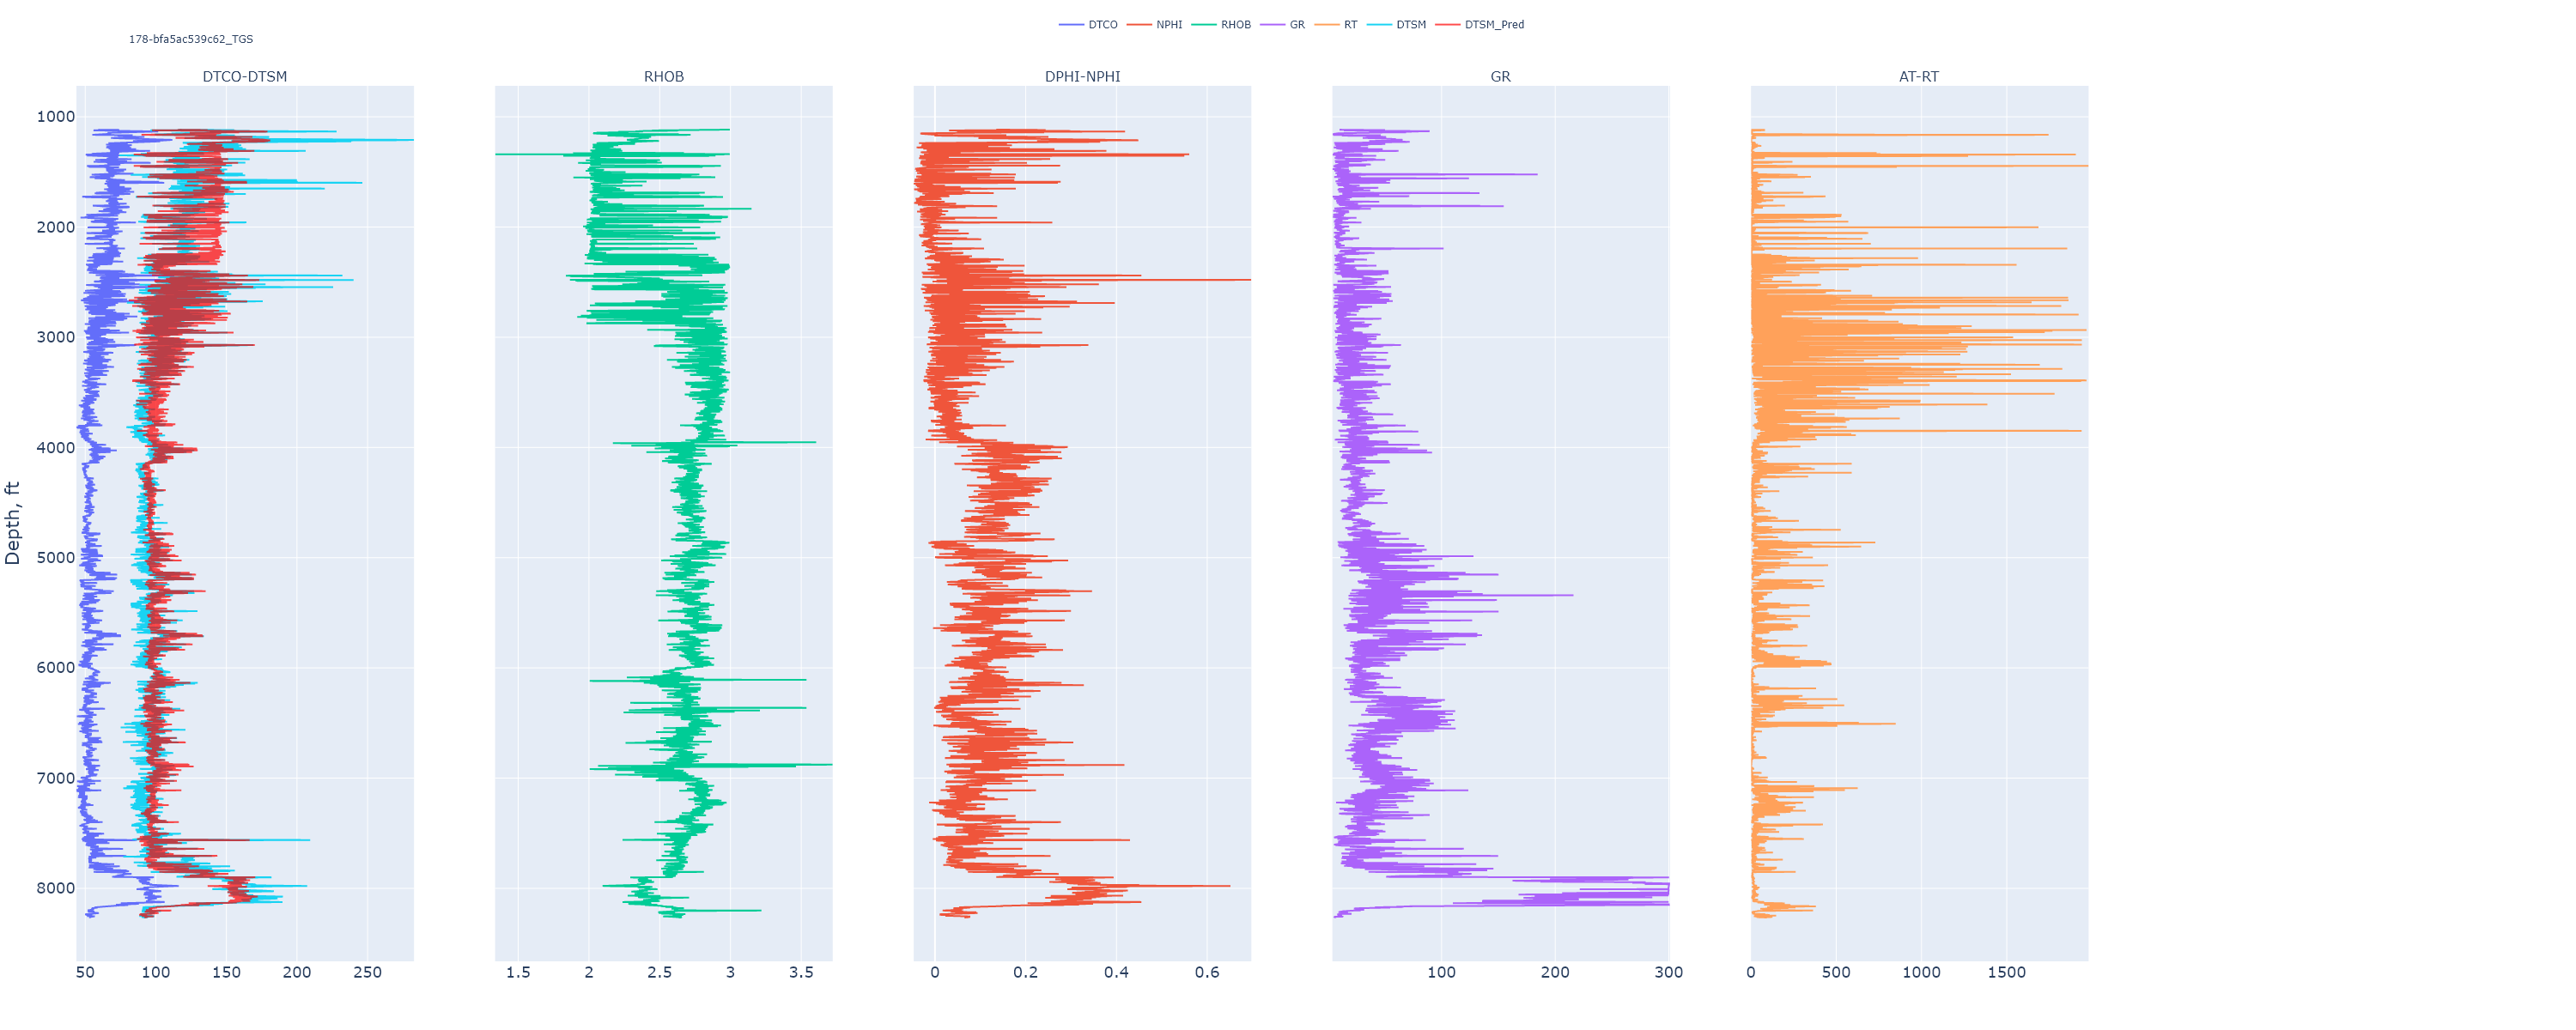 DTCO NPHI RHOB GR RT DTSM DTSM_Pred
178-bfa5ac539c62_TGS
DTCO-DTSM RHOB DPHI-NPHI GR AT-RT
Depth, ft
1000
2000
3000
4000
5000
6000
7000
8000
50 100 150 200 250 1.5 2 2.5 3 3.5 0 0.2 0.4 0.6 100 200 300 0 500 1000 1500